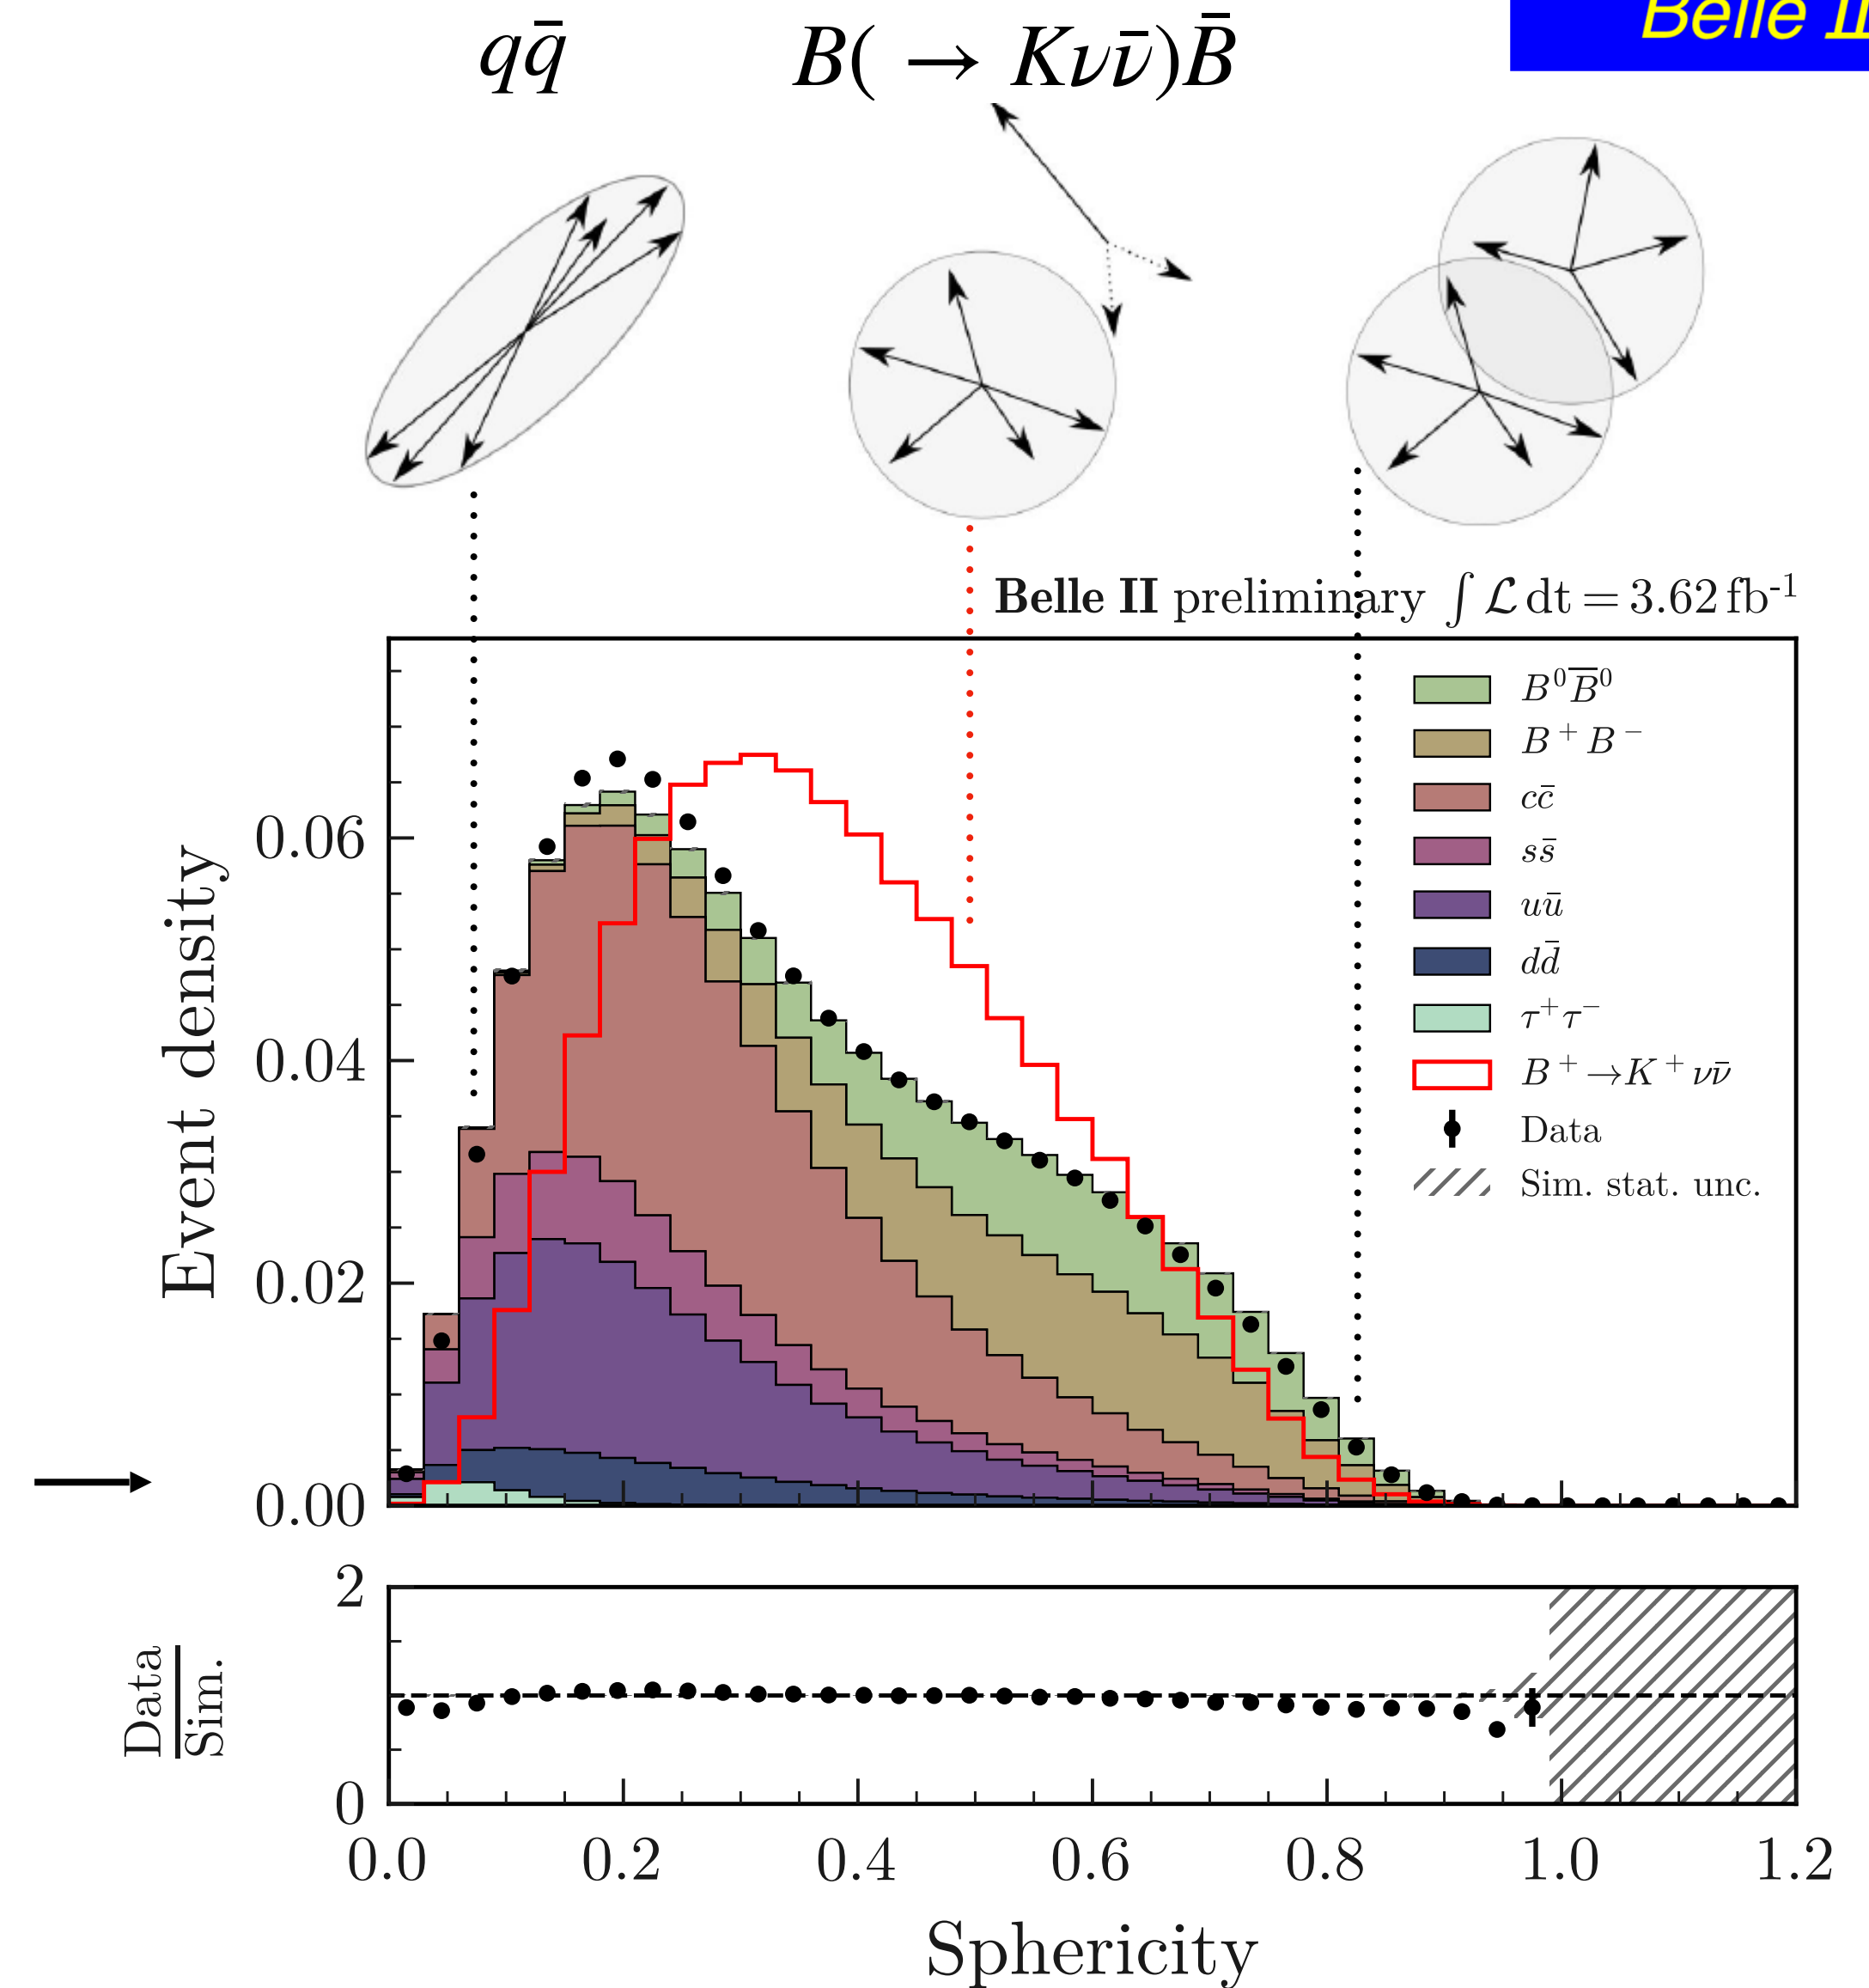 Belle II
qq̄
B( → Kνν̄)B̄
Belle II preliminary ∫ ℒ dt = 3.62 fb⁻¹
B⁰B̄⁰
B⁺B⁻
cc̄
ss̄
uū
dd̄
τ⁺τ⁻
B⁺→K⁺νν̄
Data
Sim. stat. unc.
Event density
0.06
0.04
0.02
0.00
Data
Sim.
2
0
0.0 0.2 0.4 0.6 0.8 1.0 1.2
Sphericity